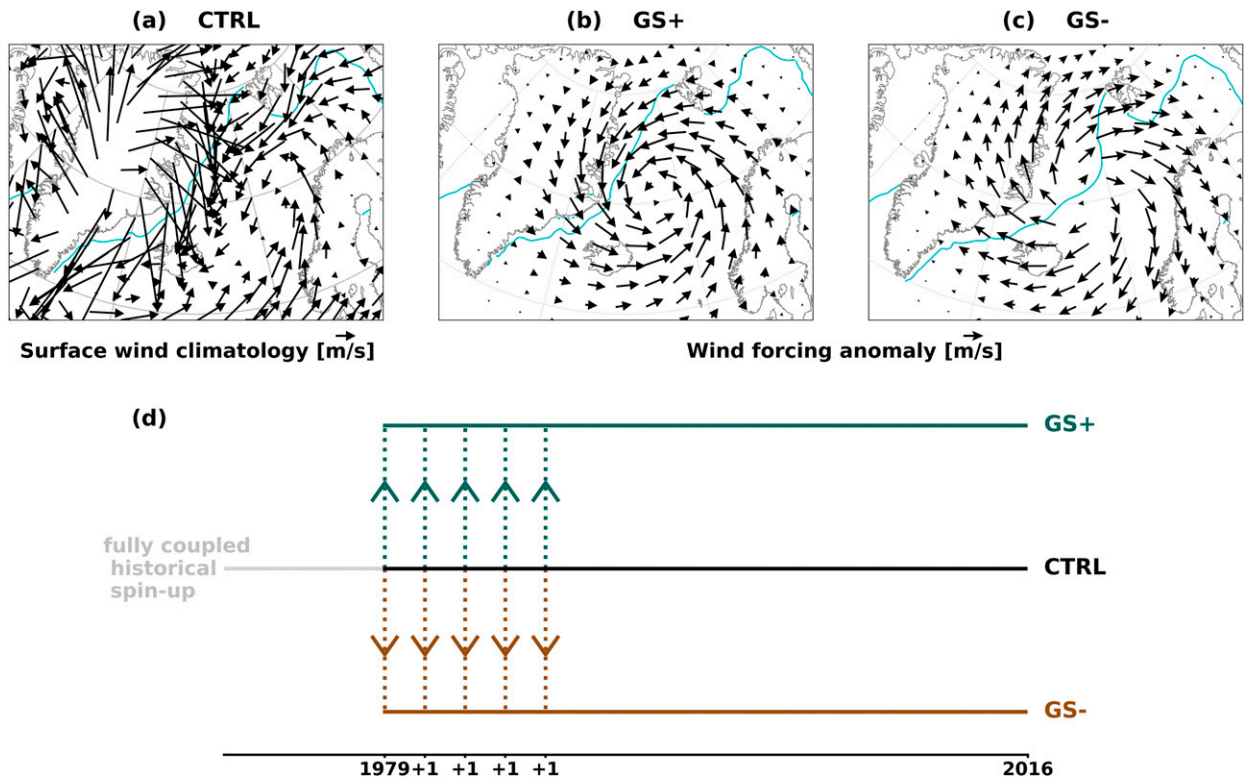 (a) CTRL
(b) GS+
(c) GS-
Surface wind climatology [m/s]
Wind forcing anomaly [m/s]
(d)
GS+
fully coupled
historical
spin-up
CTRL
GS-
1979 +1 +1 +1 +1 2016